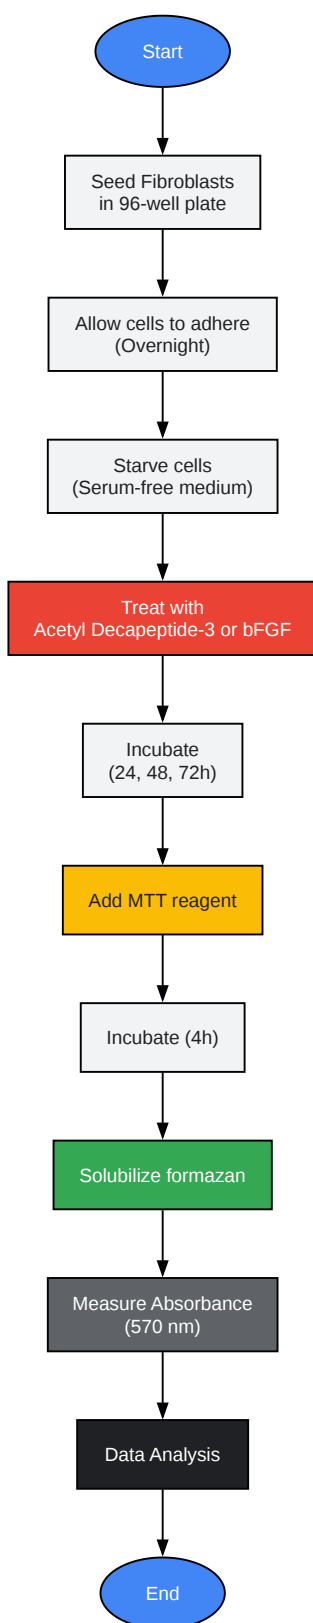 Start
Seed Fibroblasts
in 96-well plate
Allow cells to adhere
(Overnight)
Starve cells
(Serum-free medium)
Treat with
Acetyl Decapeptide-3 or bFGF
Incubate
(24, 48, 72h)
Add MTT reagent
Incubate (4h)
Solubilize formazan
Measure Absorbance
(570 nm)
Data Analysis
End